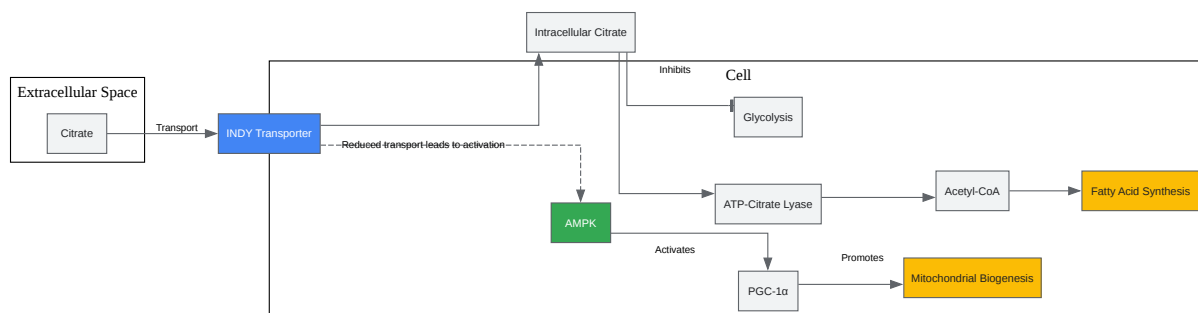 Intracellular Citrate
Inhibits
Cell
Extracellular Space
Citrate
Transport
INDY Transporter
Glycolysis
Reduced transport leads to activation
ATP-Citrate Lyase
Acetyl-CoA
Fatty Acid Synthesis
AMPK
Activates
PGC-1α
Promotes
Mitochondrial Biogenesis